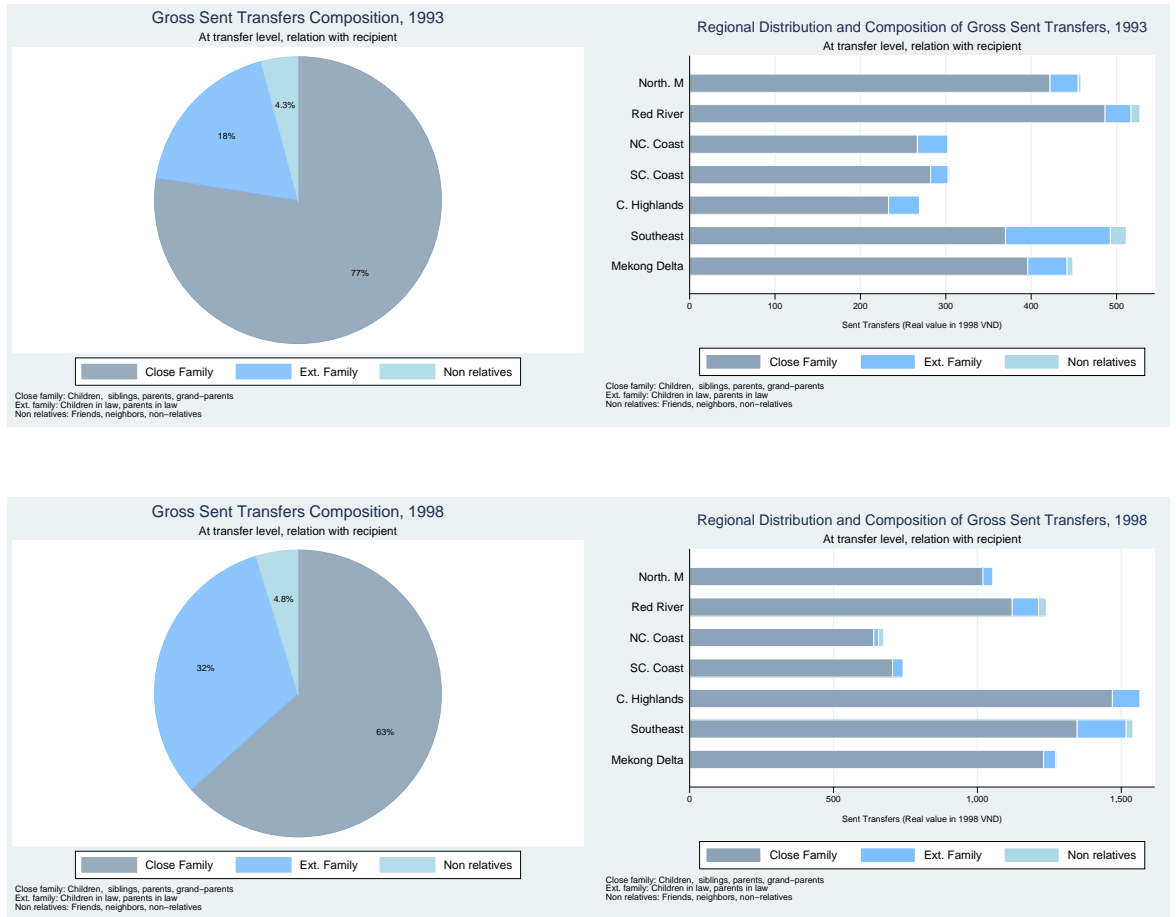 Gross Sent Transfers Composition, 1993
At transfer level, relation with recipient
4.3%
18%
77%
Close Family Ext. Family Non relatives
Close family: Children, siblings, parents, grand−parents
Ext. family: Children in law, parents in law
Non relatives: Friends, neighbors, non−relatives
Regional Distribution and Composition of Gross Sent Transfers, 1993
At transfer level, relation with recipient
North. M
Red River
NC. Coast
SC. Coast
C. Highlands
Southeast
Mekong Delta
0 100 200 300 400 500
Sent Transfers (Real value in 1998 VND)
Close Family Ext. Family Non relatives
Close family: Children, siblings, parents, grand−parents
Ext. family: Children in law, parents in law
Non relatives: Friends, neighbors, non−relatives
Gross Sent Transfers Composition, 1998
At transfer level, relation with recipient
4.8%
32%
63%
Close Family Ext. Family Non relatives
Close family: Children, siblings, parents, grand−parents
Ext. family: Children in law, parents in law
Non relatives: Friends, neighbors, non−relatives
Regional Distribution and Composition of Gross Sent Transfers, 1998
At transfer level, relation with recipient
North. M
Red River
NC. Coast
SC. Coast
C. Highlands
Southeast
Mekong Delta
0 500 1,000 1,500
Sent Transfers (Real value in 1998 VND)
Close Family Ext. Family Non relatives
Close family: Children, siblings, parents, grand−parents
Ext. family: Children in law, parents in law
Non relatives: Friends, neighbors, non−relatives